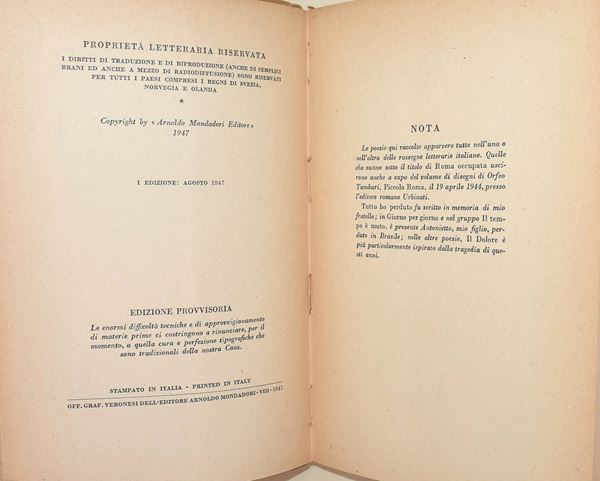 PROPRIETÀ LETTERARIA RISERVATA
I DIRITTI DI TRADUZIONE E DI RIPRODUZIONE (ANCHE DI SEMPLICI
BRANI ED ANCHE A MEZZO DI RADIODIFFUSIONE) SONO RISERVATI
PER TUTTI I PAESI COMPRESI I REGNI DI SVEZIA,
NORVEGIA E OLANDA
*
Copyright by « Arnoldo Mondadori Editore »
1947
I EDIZIONE: AGOSTO 1947
EDIZIONE PROVVISORIA
Le enormi difficoltà tecniche e di approvvigionamento
di materie prime ci costringono a rinunciare, per il
momento, a quella cura e perfezione tipografiche che
sono tradizionali della nostra Casa.
STAMPATO IN ITALIA - PRINTED IN ITALY
OFF. GRAF. VERONESI DELL'EDITORE ARNOLDO MONDADORI - VIII - 1947
NOTA
Le poesie qui raccolte apparvero tutte nell'una o
nell'altra delle rassegne letterarie italiane. Quelle
che vanno sotto il titolo di Roma occupata usci-
rono anche a capo del volume di disegni di Orfeo
Tamburi, Piccola Roma, il 19 aprile 1944, presso
l'editore romano Urbinati.
Tutto ho perduto fu scritto in memoria di mio
fratello; in Giorno per giorno e nel gruppo Il tem-
po è muto, è presente Antonietto, mio figlio, per-
duto in Brasile; nelle altre poesie, Il Dolore è
più particolarmente ispirato dalla tragedia di que-
sti anni.